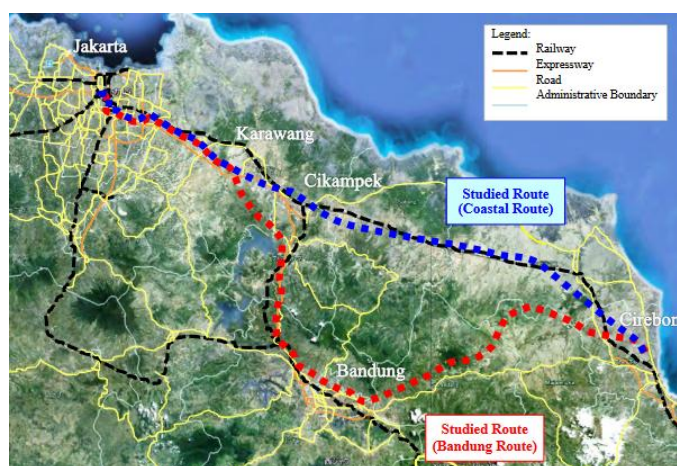 Jakarta
Legend:
Railway
Expressway
Road
Administrative Boundary
Karawang
Cikampek
Studied Route
(Coastal Route)
Cirebon
Bandung
Studied Route
(Bandung Route)